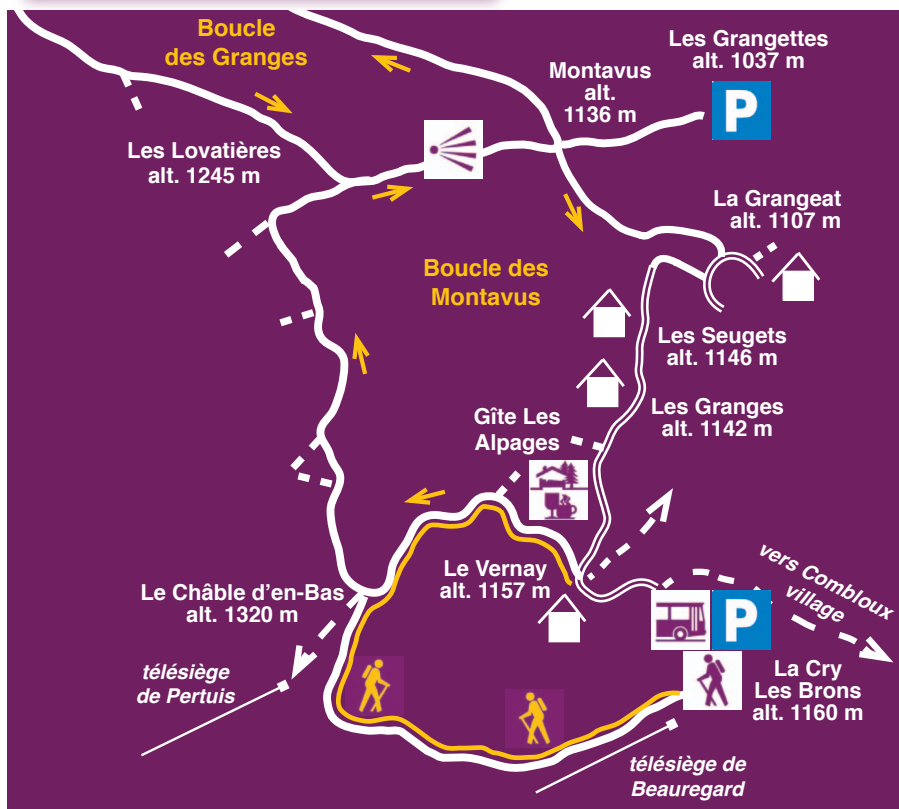 Boucle
des Granges
Les Grangettes
alt. 1037 m
Montavus
alt.
1136 m
P
Les Lovatières
alt. 1245 m
La Grangeat
alt. 1107 m
Boucle des
Montavus
Les Seugets
alt. 1146 m
Les Granges
alt. 1142 m
Gîte Les
Alpages
Le Vernay
alt. 1157 m
vers Combloux
village
Le Châble d'en-Bas
alt. 1320 m
P
télésiège
de Pertuis
La Cry
Les Brons
alt. 1160 m
télésiège de
Beauregard